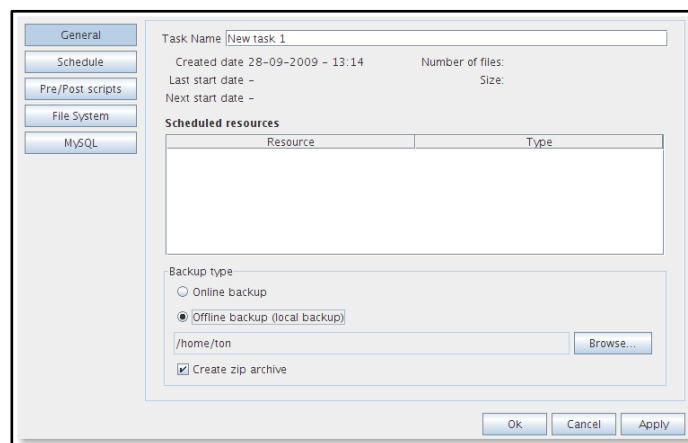 General
Schedule
Pre/Post scripts
File System
MySQL
Task Name New task 1
Created date 28-09-2009 - 13:14 Number of files:
Last start date - Size:
Next start date -
Scheduled resources
Resource Type
Backup type
Online backup
Offline backup (local backup)
/home/ton Browse...
Create zip archive
Ok Cancel Apply